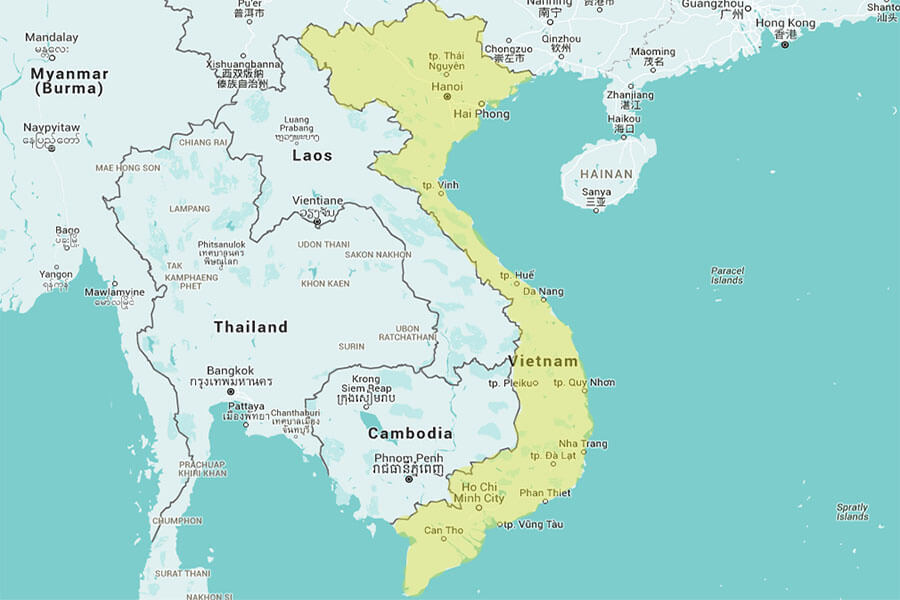 Pu'er
普洱市
Nanning
南宁
贵港市
Guangzhou
广州
Shantou
汕头
Hong Kong
香港
Mandalay
မန္တလေး
Myanmar
(Burma)
Xishuangbanna
西双版纳
傣族自治州
tp. Thái
Nguyên
Hanoi
Hai Phong
Chongzuo
崇左市
Qinzhou
钦州
Maoming
茂名
Zhanjiang
湛江
Haikou
海口
HAINAN
Sanya
三亚
Naypyitaw
နေပြည်တော်
Luang
Prabang
Laos
CHIANG RAI
MAE HONG SON
tp. Vinh
Vientiane
ວຽງຈັນ
LAMPANG
Bago
ပဲခူးမြို့
Phitsanulok
เทศบาลนคร
พิษณุโลก
UDON THANI
SAKON NAKHON
TAK
KAMPHAENG
PHET
KHON KAEN
Yangon
ရန်ကုန်
Mawlamyine
မော်လမြိုင်
tp. Huế
Da Nang
Paracel
Islands
Thailand
UBON
RATCHATHANI
SURIN
Vietnam
Bangkok
กรุงเทพมหานคร
Krong
Siem Reap
ក្រុងសៀមរាប
tp. Pleiku
tp. Quy Nhơn
Pattaya
เมืองพัทยา
Chanthaburi
เทศบาลเมือง
จันทบุรี
Cambodia
Nha Trang
tp. Đà Lạt
Phnom Penh
រាជធានីភ្នំពេញ
PRACHUAP
KHIRI KHAN
Ho Chi
Minh City
Phan Thiet
CHUMPHON
Can Tho
tp. Vũng Tàu
Spratly
Islands
SURAT THANI
NAKHON SI